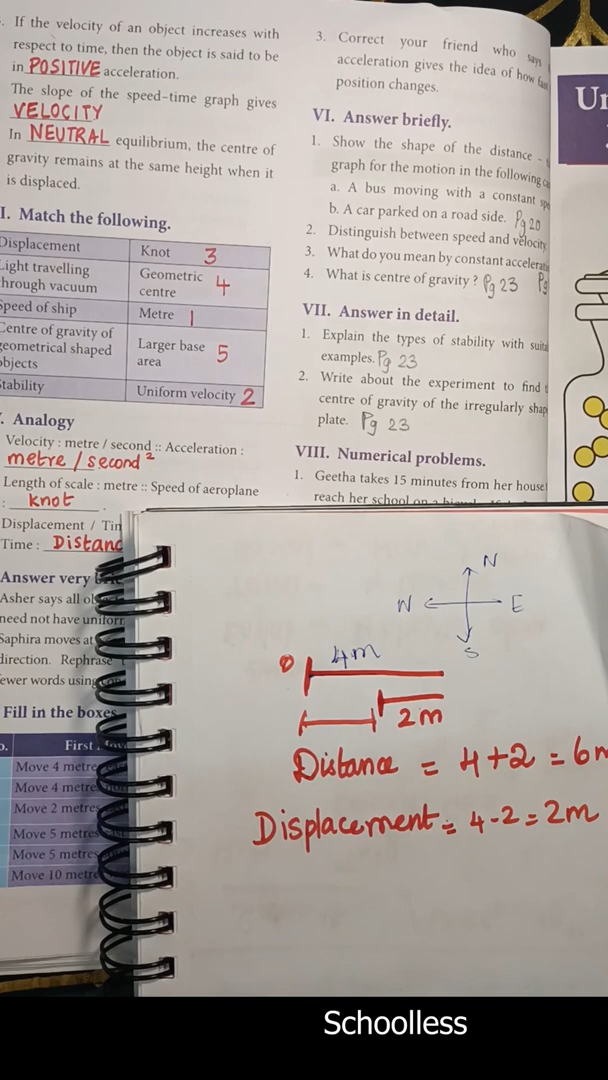 If the velocity of an object increases with
respect to time, then the object is said to be
in POSITIVE acceleration.
The slope of the speed-time graph gives
VELOCITY
In NEUTRAL equilibrium, the centre of
gravity remains at the same height when it
is displaced.
I. Match the following.
Displacement Knot 3
Light travelling through vacuum Geometric centre 4
Speed of ship Metre 1
Centre of gravity of geometrical shaped objects Larger base area 5
Stability Uniform velocity 2
. Analogy
Velocity : metre / second :: Acceleration :
metre / second²
Length of scale : metre :: Speed of aeroplane
: knot .
Displacement / Tim
Time : Distanc
Answer very
Asher says all
need not have
Saphira moves at
direction. Rephrase
fewer words using
Fill in the boxes
First
Move 4 metre
Move 4 metre
Move 2 metres
Move 5 metres
Move 5 metres
Move 10 metre
3. Correct your friend who says
acceleration gives the idea of how fast
position changes.
VI. Answer briefly.
1. Show the shape of the distance –
graph for the motion in the following
a. A bus moving with a constant
b. A car parked on a road side. Pg 20
2. Distinguish between speed and velocity
3. What do you mean by constant
4. What is centre of gravity ? Pg 23 Pg
VII. Answer in detail.
1. Explain the types of stability with
examples. Pg 23
2. Write about the experiment to find
centre of gravity of the irregularly
plate. Pg 23
VIII. Numerical problems.
1. Geetha takes 15 minutes from her house
reach her school on a
Un
N
W E
S
0 4m
2m
Distance = 4+2 = 6m
Displacement = 4-2 = 2m
Schoolless